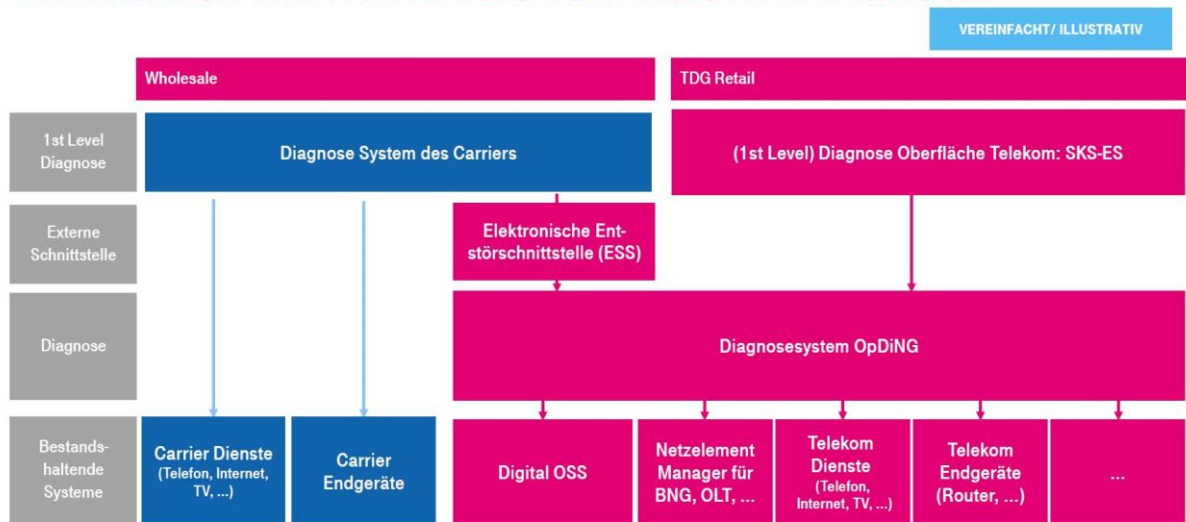 VEREINFACHT/ ILLUSTRATIV
Wholesale
TDG Retail
1st Level
Diagnose
Diagnose System des Carriers
(1st Level) Diagnose Oberfläche Telekom: SKS-ES
Externe
Schnittstelle
Elektronische Ent-
störschnittstelle (ESS)
Diagnose
Diagnosesystem OpDiNG
Bestands-
haltende
Systeme
Carrier Dienste
(Telefon, Internet,
TV, ...)
Carrier
Endgeräte
Digital OSS
Netzelement
Manager für
BNG, OLT, ...
Telekom
Dienste
(Telefon,
Internet, TV, ...)
Telekom
Endgeräte
(Router, ...)
...